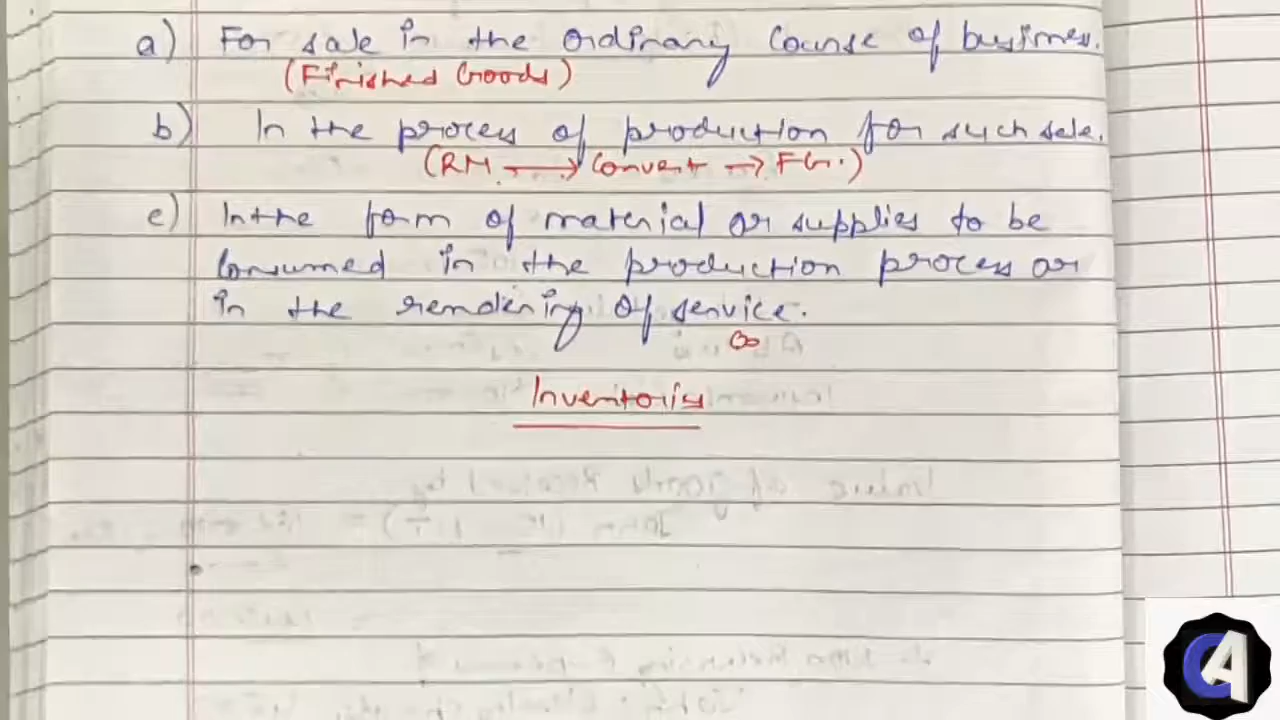 a) For sale in the ordinary course of business.
(Finished Goods)
b) In the process of production for such sale.
(RM → Convert → FG.)
c) In the form of material or supplies to be
consumed in the production process or
in the rendering of service.
Inventories
CA